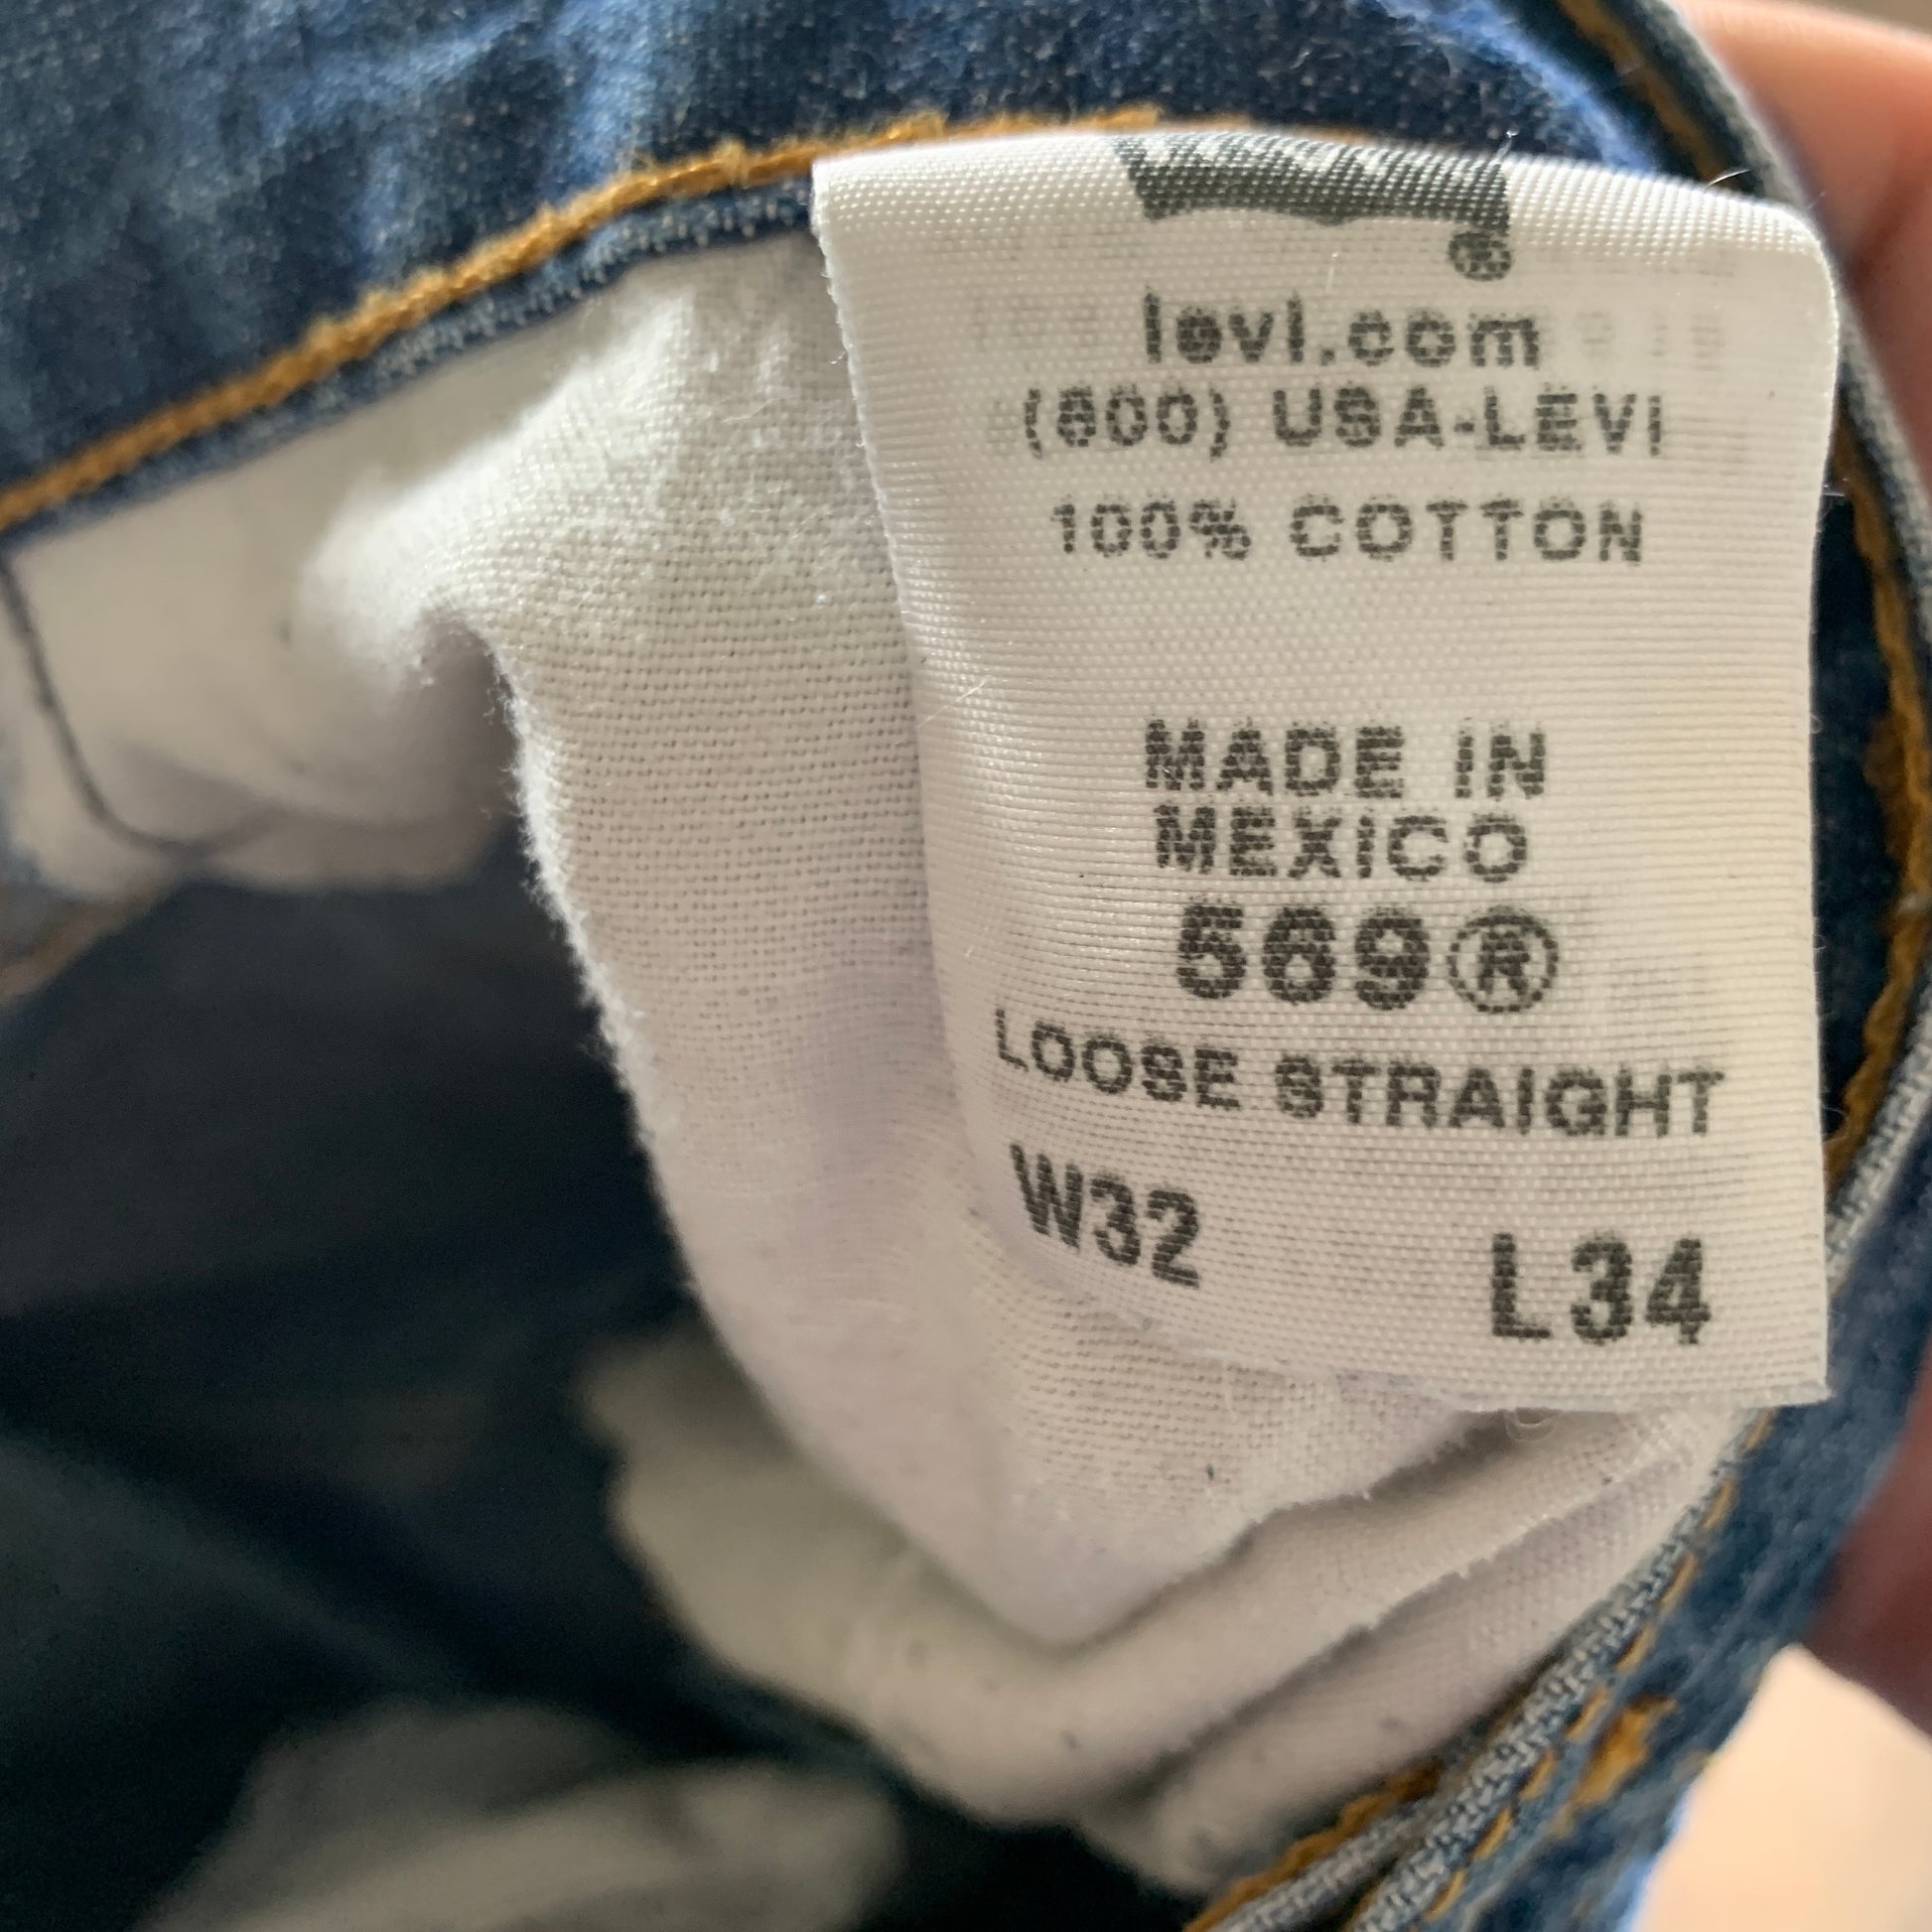 levi.com
(800) USA-LEVI
100% COTTON
MADE IN
MEXICO
569®
LOOSE STRAIGHT
W32 L34